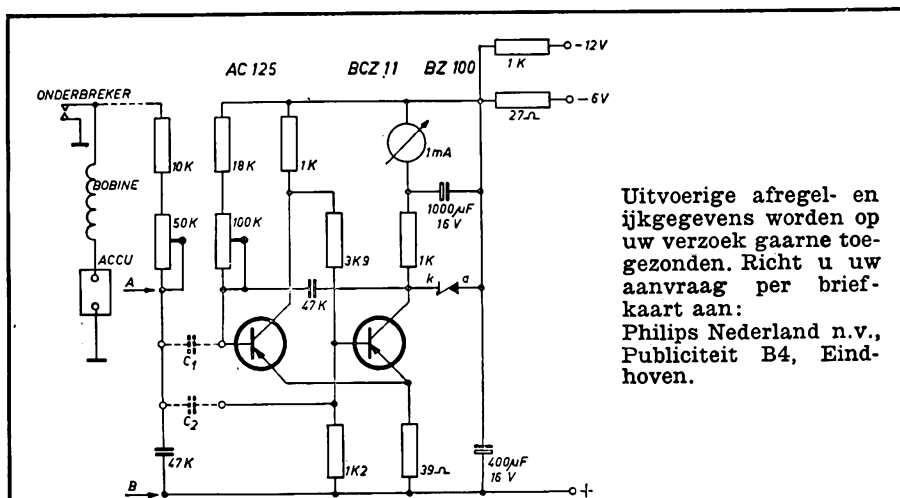 AC 125 BCZ 11 BZ 100
-12V
1K
-6V
27Ω
ONDERBREKER
10K
18K
1K
1mA
BOBINE
1000µF
16 V
50K
100K
3K9
1K
ACCU
A
47K
k a
C1
C2
47K
1K2
39Ω
400µF
16 V
B
+
Uitvoerige afregel- en
ijkgegevens worden op
uw verzoek gaarne toe-
gezonden. Richt u uw
aanvraag per brief-
kaart aan:
Philips Nederland n.v.,
Publiciteit B4, Eind-
hoven.